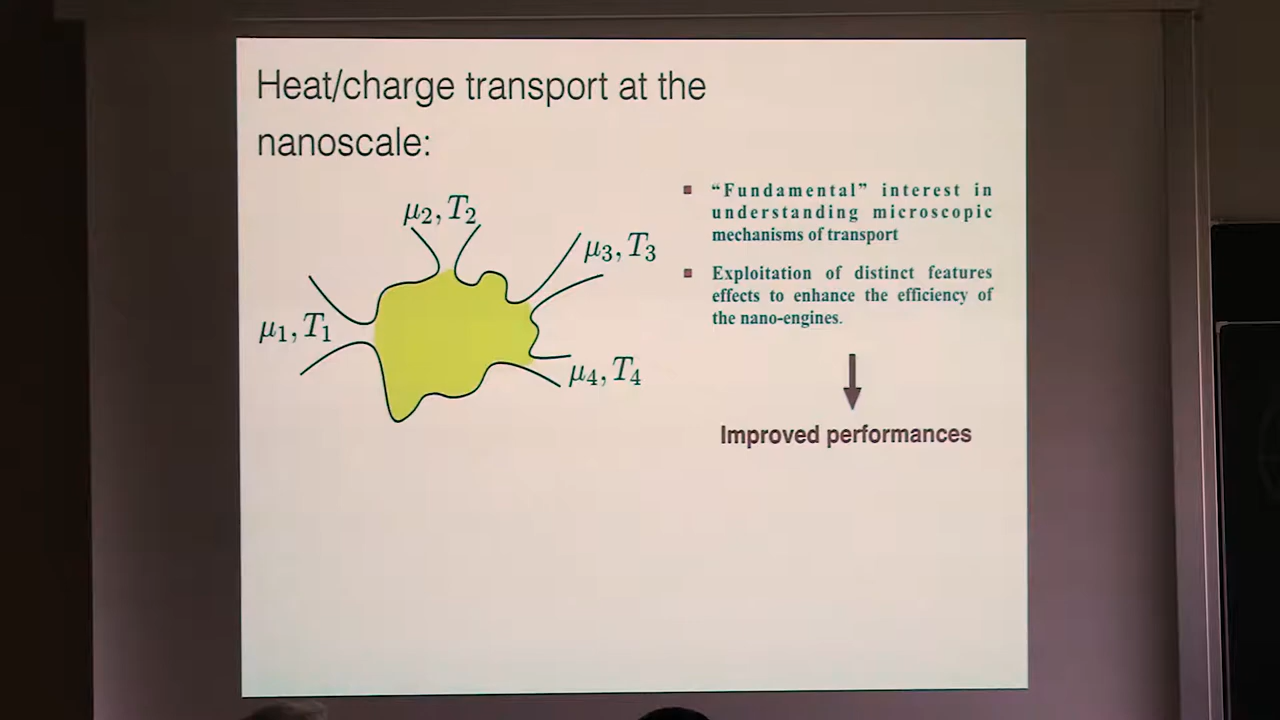 Heat/charge transport at the
nanoscale:
μ₂, T₂
μ₃, T₃
μ₁, T₁
μ₄, T₄
“Fundamental” interest in
understanding microscopic
mechanisms of transport
Exploitation of distinct features
effects to enhance the efficiency of
the nano-engines.
Improved performances